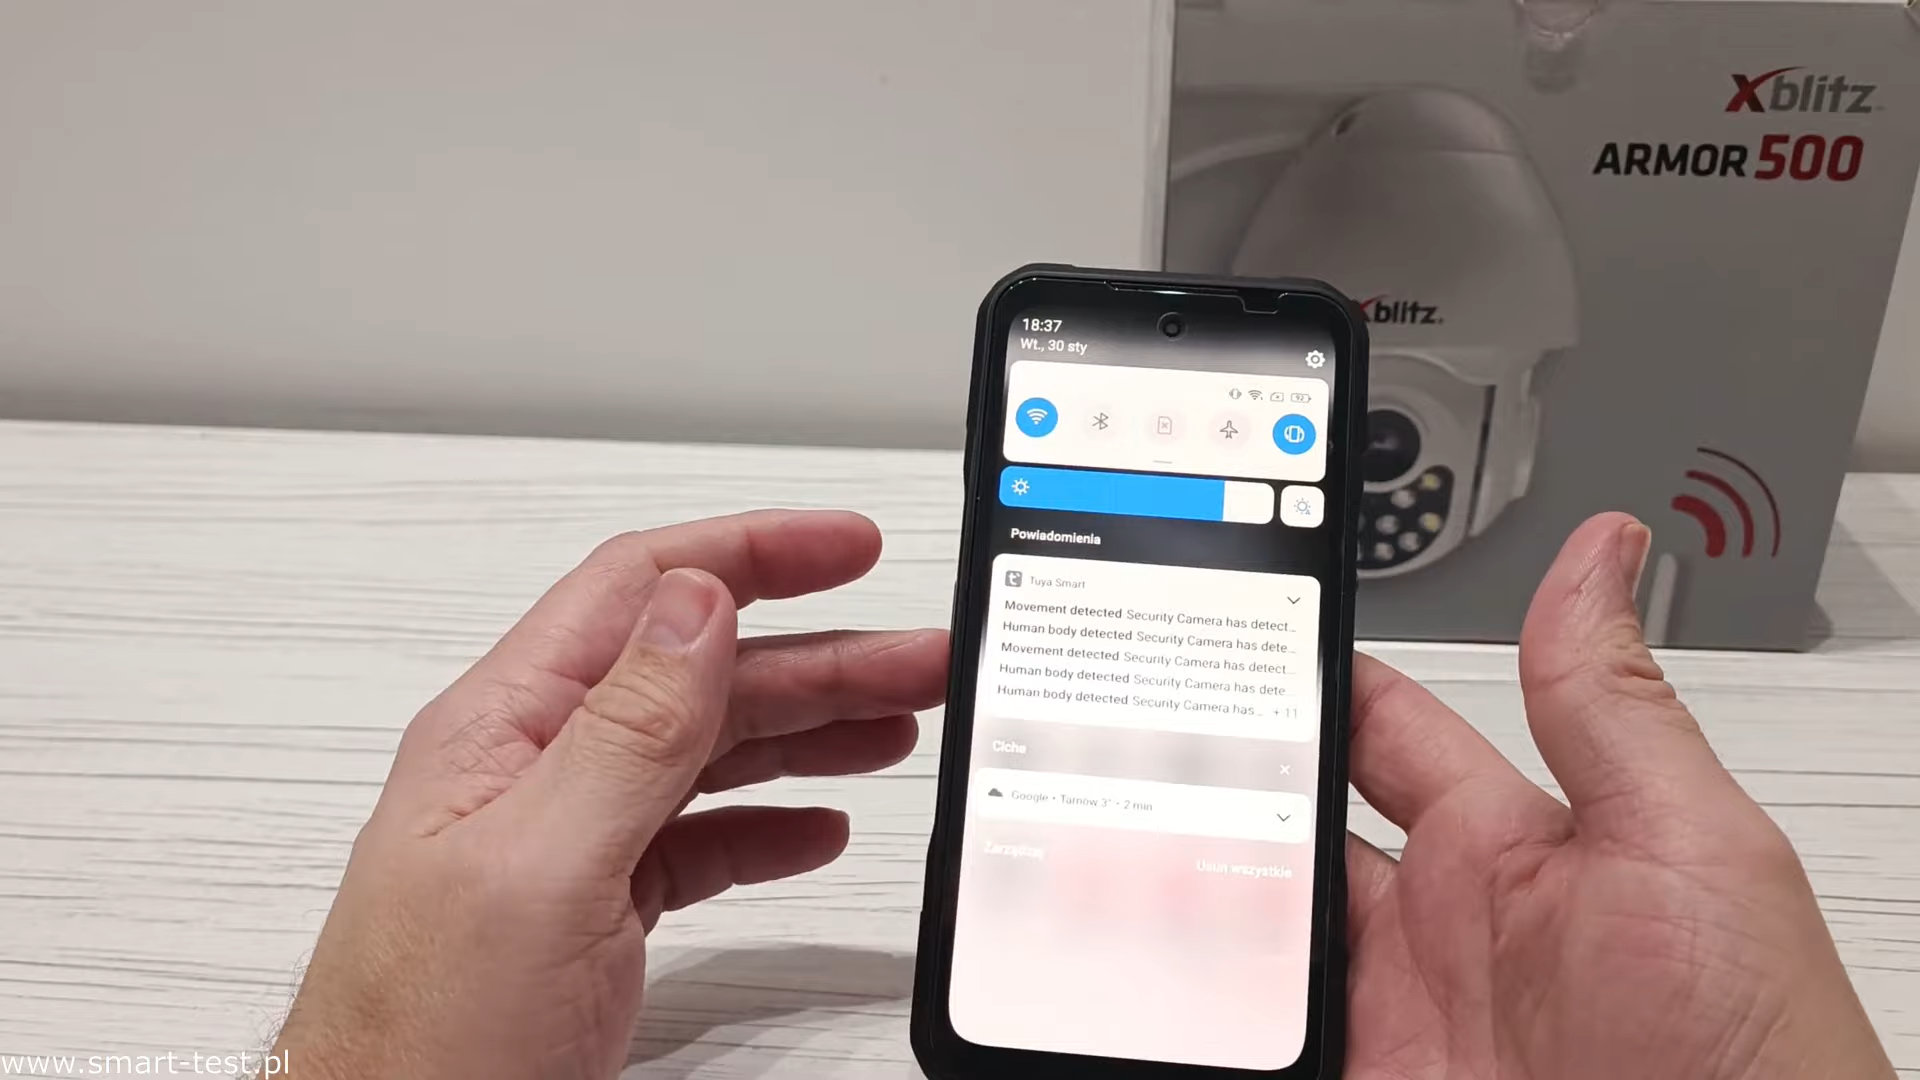 Xblitz
ARMOR 500
xblitz.
18:37
Wt., 30 sty
92
Powiadomienia
Tuya Smart
Movement detected Security Camera has detect...
Human body detected Security Camera has dete...
Movement detected Security Camera has detect...
Human body detected Security Camera has dete...
Human body detected Security Camera has... + 11
Ciche
Google • Tarnów 3° • 2 min
Zarządzaj
Usuń wszystkie
www.smart-test.pl